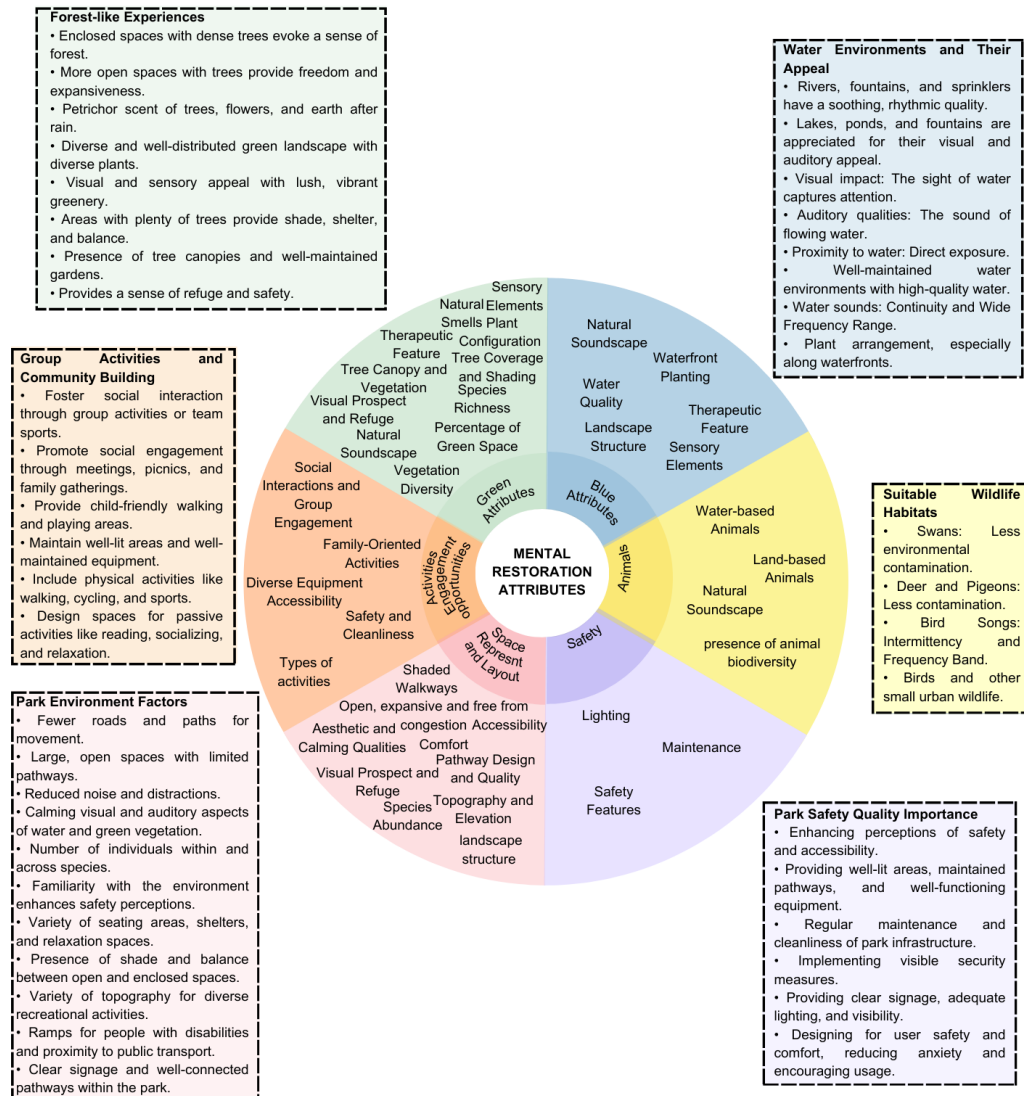 Forest-like Experiences
• Enclosed spaces with dense trees evoke a sense of
forest.
• More open spaces with trees provide freedom and
expansiveness.
• Petrichor scent of trees, flowers, and earth after
rain.
• Diverse and well-distributed green landscape with
diverse plants.
• Visual and sensory appeal with lush, vibrant
greenery.
• Areas with plenty of trees provide shade, shelter,
and balance.
• Presence of tree canopies and well-maintained
gardens.
• Provides a sense of refuge and safety.
Water Environments and Their
Appeal
• Rivers, fountains, and sprinklers
have a soothing, rhythmic quality.
• Lakes, ponds, and fountains are
appreciated for their visual and
auditory appeal.
• Visual impact: The sight of water
captures attention.
• Auditory qualities: The sound of
flowing water.
• Proximity to water: Direct exposure.
• Well-maintained water
environments with high-quality water.
• Water sounds: Continuity and Wide
Frequency Range.
• Plant arrangement, especially
along waterfronts.
Group Activities and
Community Building
• Foster social interaction
through group activities or team
sports.
• Promote social engagement
through meetings, picnics, and
family gatherings.
• Provide child-friendly walking
and playing areas.
• Maintain well-lit areas and well-
maintained equipment.
• Include physical activities like
walking, cycling, and sports.
• Design spaces for passive
activities like reading, socializing,
and relaxation.
Sensory
Elements
Natural
Smells
Plant
Configuration
Therapeutic
Feature
Tree Coverage
and Shading
Tree Canopy and
Vegetation
Species
Richness
Visual Prospect
and Refuge
Percentage of
Green Space
Natural
Soundscape
Vegetation
Diversity
Green
Attributes
Natural
Soundscape
Waterfront
Planting
Water
Quality
Therapeutic
Feature
Landscape
Structure
Sensory
Elements
Blue
Attributes
Social
Interactions and
Group
Engagement
Family-Oriented
Activities
Diverse Equipment
Accessibility
Safety and
Cleanliness
Types of
activities
Activities
Engagement
opportunities
MENTAL
RESTORATION
ATTRIBUTES
Animals
Water-based
Animals
Land-based
Animals
Natural
Soundscape
presence of animal
biodiversity
Suitable Wildlife
Habitats
• Swans: Less
environmental
contamination.
• Deer and Pigeons:
Less contamination.
• Bird Songs:
Intermittency and
Frequency Band.
• Birds and other
small urban wildlife.
Space
Represnt
and Layout
Shaded
Walkways
Open, expansive and free from
congestion
Accessibility
Aesthetic and
Calming Qualities
Comfort
Pathway Design
and Quality
Visual Prospect and
Refuge
Species
Abundance
Topography and
Elevation
landscape
structure
Safety
Lighting
Maintenance
Safety
Features
Park Environment Factors
• Fewer roads and paths for
movement.
• Large, open spaces with limited
pathways.
• Reduced noise and distractions.
• Calming visual and auditory aspects
of water and green vegetation.
• Number of individuals within and
across species.
• Familiarity with the environment
enhances safety perceptions.
• Variety of seating areas, shelters,
and relaxation spaces.
• Presence of shade and balance
between open and enclosed spaces.
• Variety of topography for diverse
recreational activities.
• Ramps for people with disabilities
and proximity to public transport.
• Clear signage and well-connected
pathways within the park.
Park Safety Quality Importance
• Enhancing perceptions of safety
and accessibility.
• Providing well-lit areas, maintained
pathways, and well-functioning
equipment.
• Regular maintenance and
cleanliness of park infrastructure.
• Implementing visible security
measures.
• Providing clear signage, adequate
lighting, and visibility.
• Designing for user safety and
comfort, reducing anxiety and
encouraging usage.